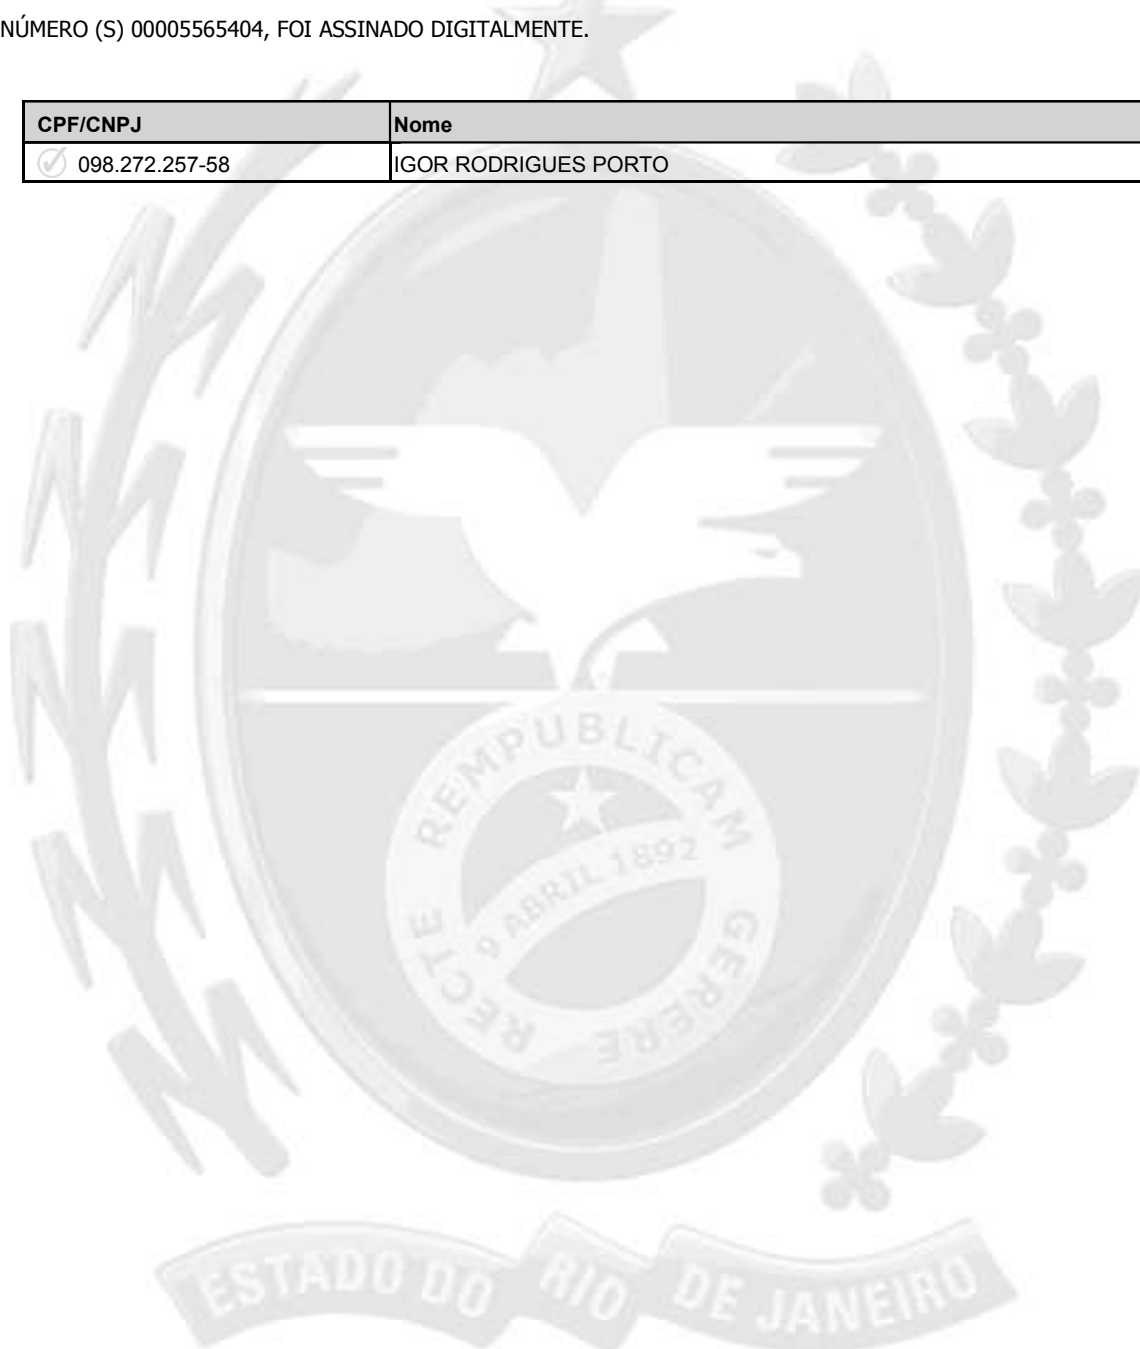 NÚMERO (S) 00005565404, FOI ASSINADO DIGITALMENTE.
CPF/CNPJ Nome
098.272.257-58 IGOR RODRIGUES PORTO
RECTE REMPUBLICAM GERERE
9 ABRIL 1892
ESTADO DO RIO DE JANEIRO